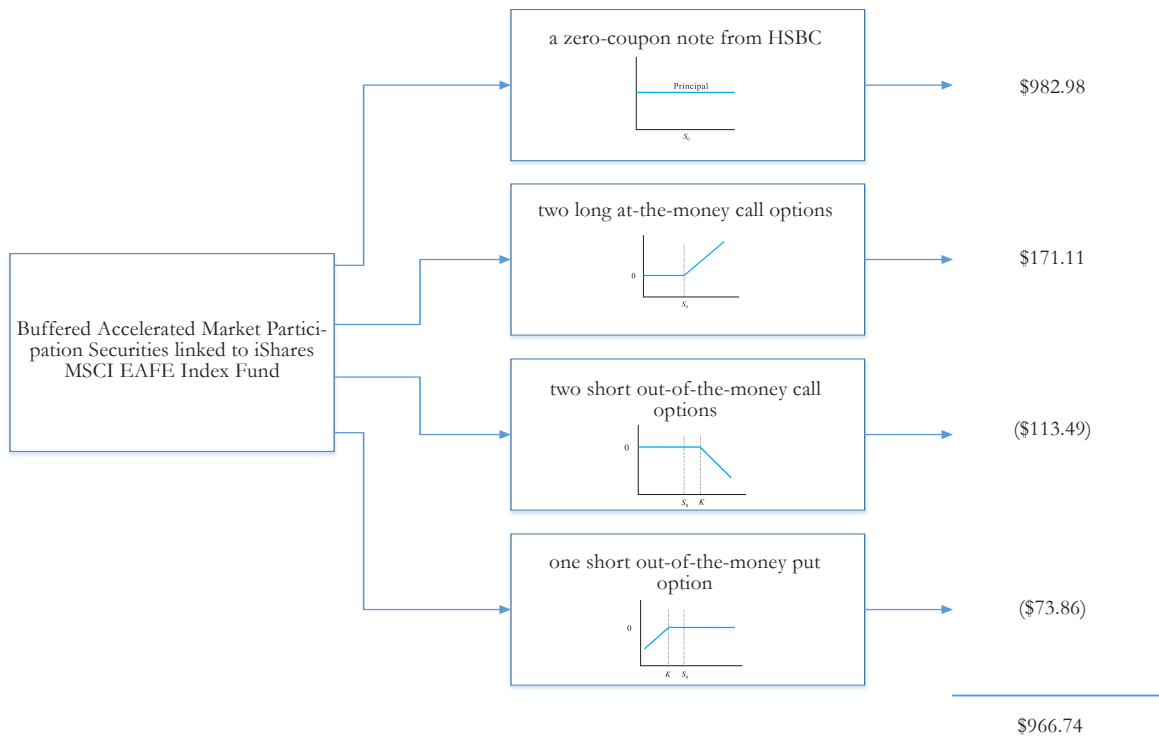 a zero-coupon note from HSBC
Principal
S₀
$982.98
two long at-the-money call options
0
S₀
$171.11
Buffered Accelerated Market Partici-
pation Securities linked to iShares
MSCI EAFE Index Fund
two short out-of-the-money call
options
0
S₀ K
($113.49)
one short out-of-the-money put
option
0
K S₀
($73.86)
$966.74